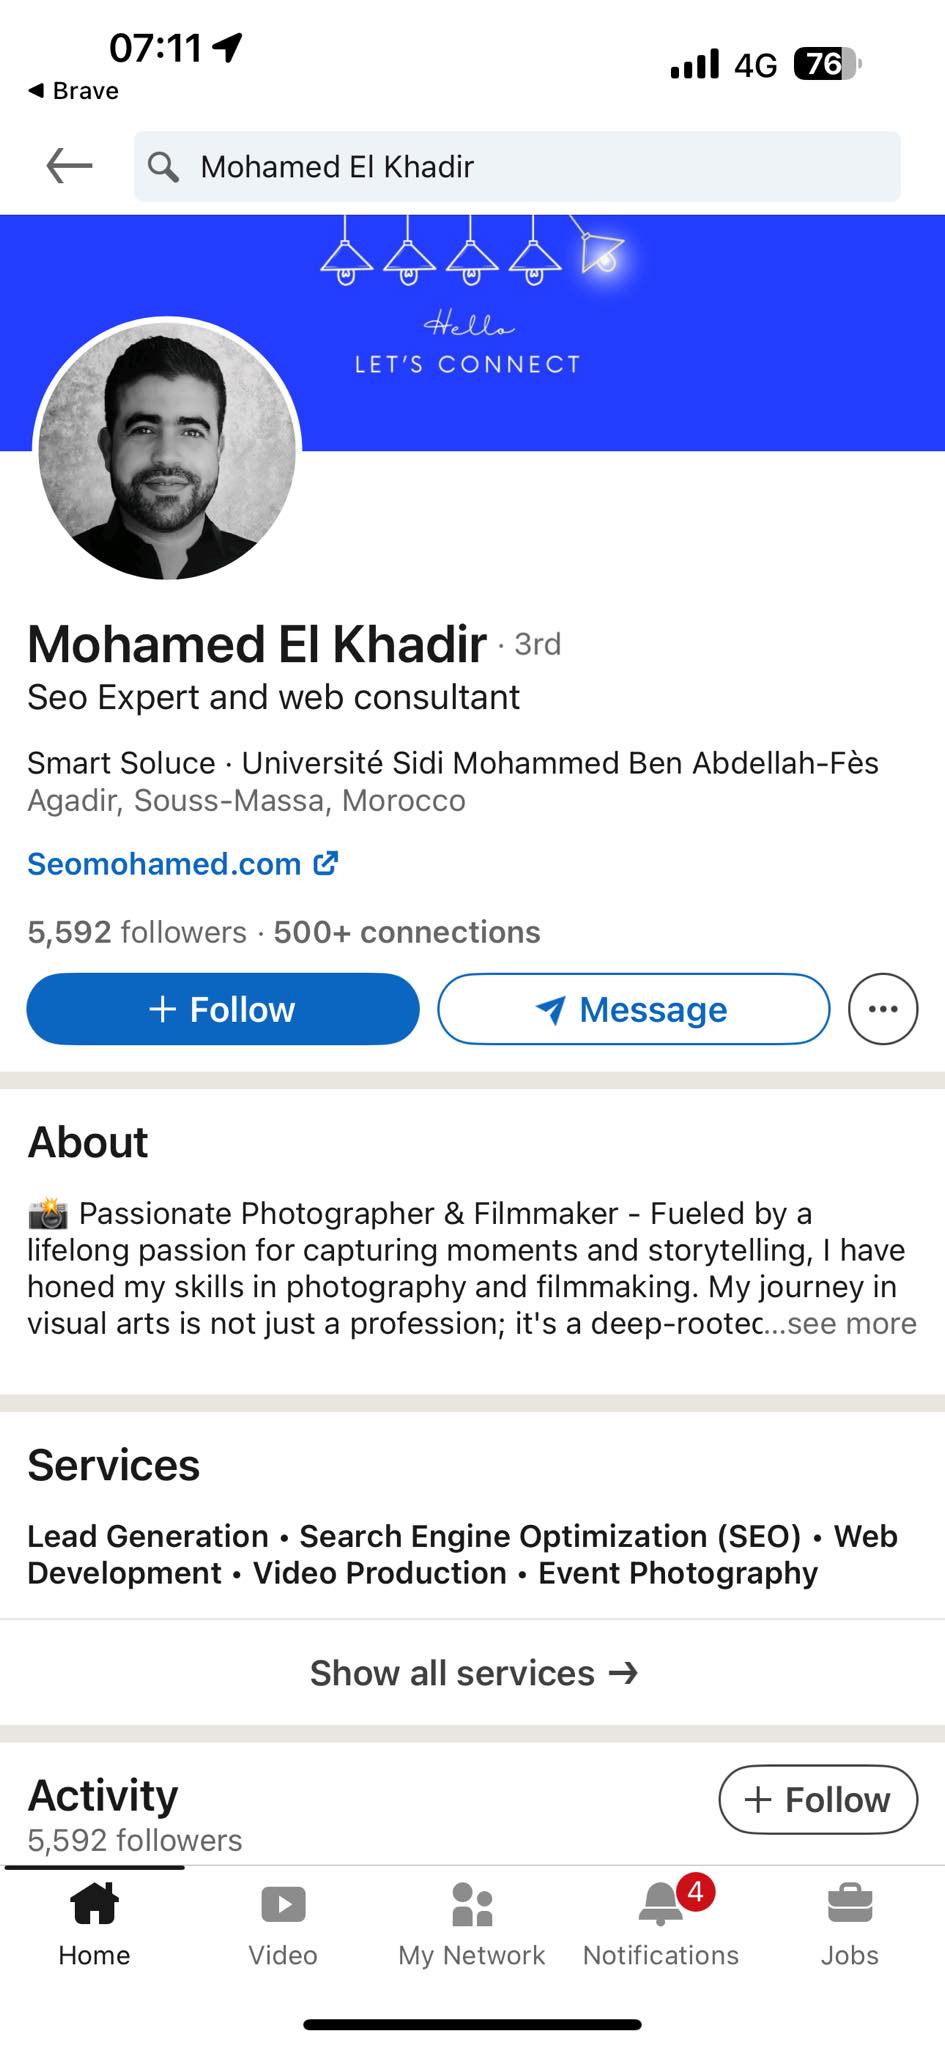 07:11
4G
76
Brave
Mohamed El Khadir
Hello
LET'S CONNECT
Mohamed El Khadir · 3rd
Seo Expert and web consultant
Smart Soluce · Université Sidi Mohammed Ben Abdellah-Fès
Agadir, Souss-Massa, Morocco
Seomohamed.com
5,592 followers · 500+ connections
+ Follow
Message
About
📸 Passionate Photographer & Filmmaker - Fueled by a
lifelong passion for capturing moments and storytelling, I have
honed my skills in photography and filmmaking. My journey in
visual arts is not just a profession; it's a deep-rooted...see more
Services
Lead Generation • Search Engine Optimization (SEO) • Web
Development • Video Production • Event Photography
Show all services →
Activity
+ Follow
5,592 followers
4
Home
Video
My Network
Notifications
Jobs